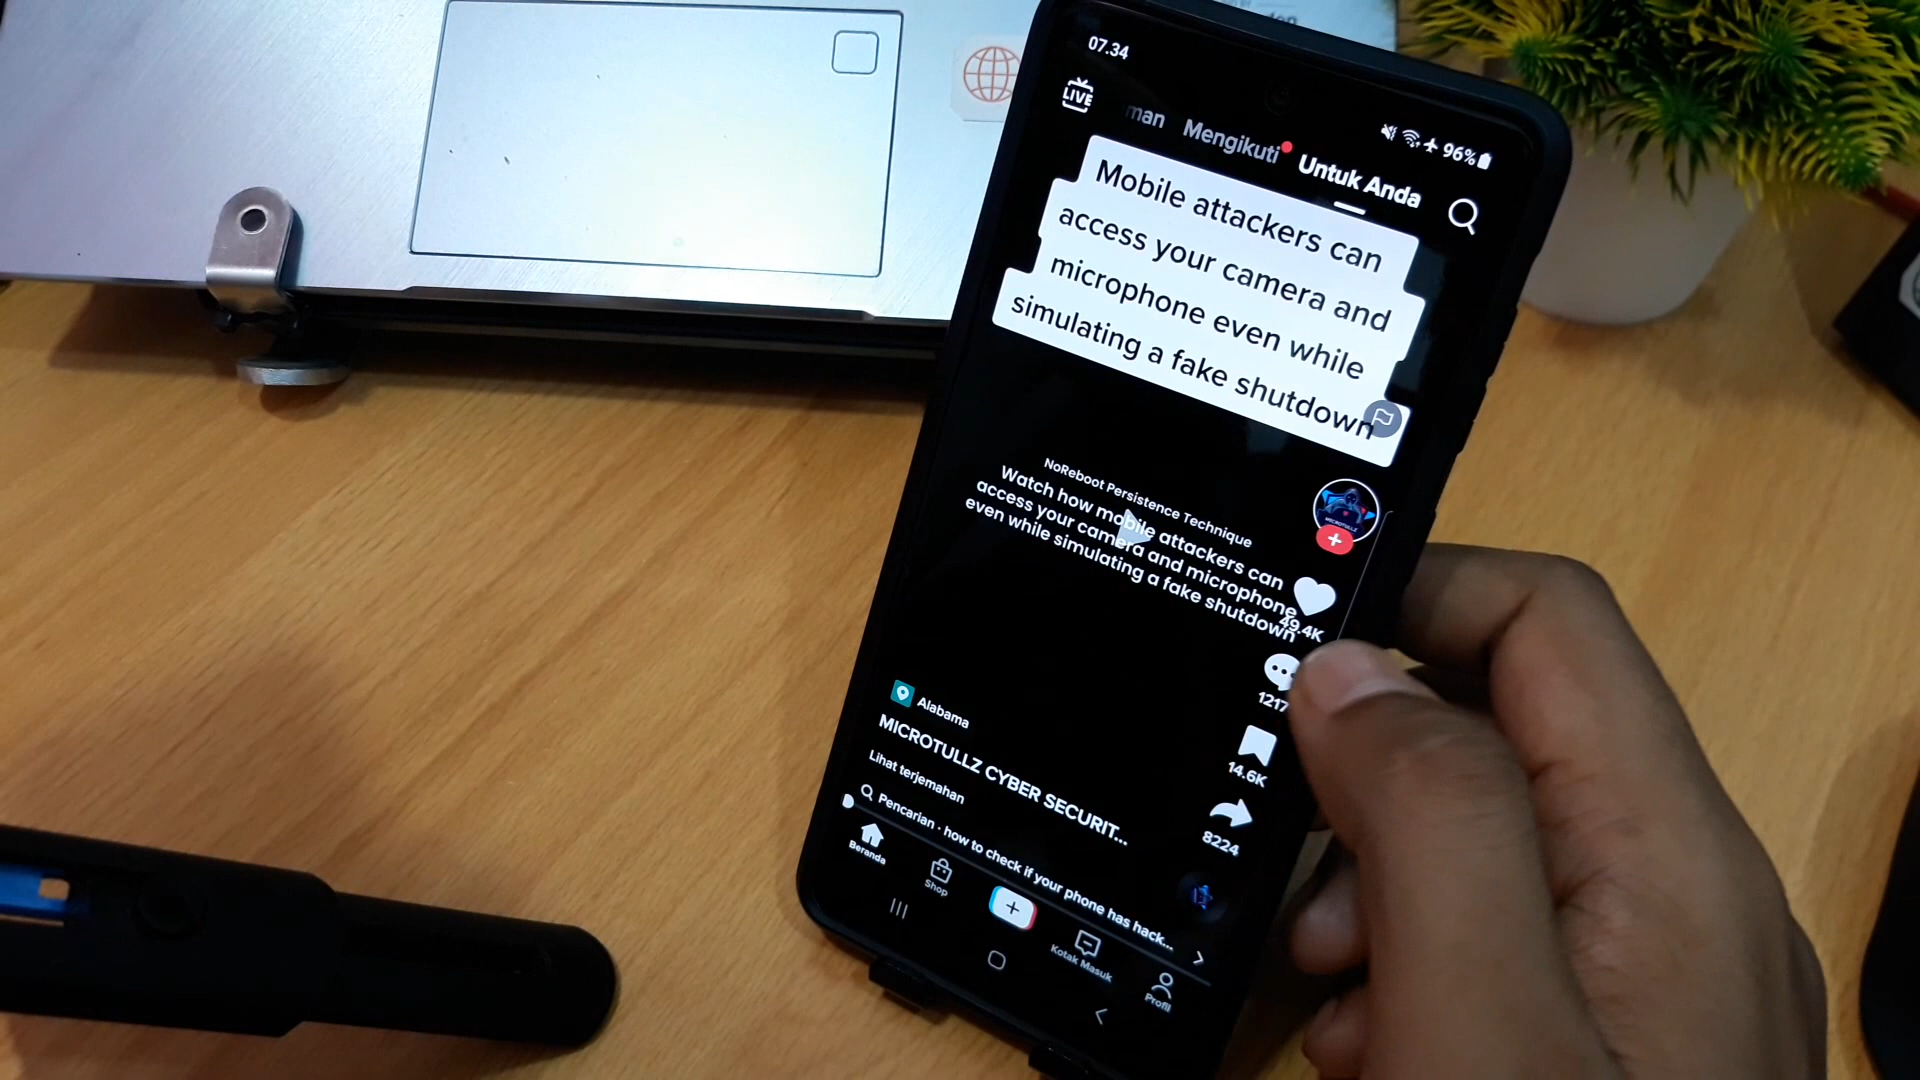 07.34
96%
LIVE
man Mengikuti Untuk Anda
Mobile attackers can
access your camera and
microphone even while
simulating a fake shutdown
NoReboot Persistence Technique
Watch how mobile attackers can
access your camera and microphone
even while simulating a fake shutdown
49.4K
1217
14.6K
8224
Alabama
MICROTULLZ CYBER SECURIT...
Lihat terjemahan
Pencarian · how to check if your phone has hack...
Beranda
Shop
Kotak Masuk
Profil